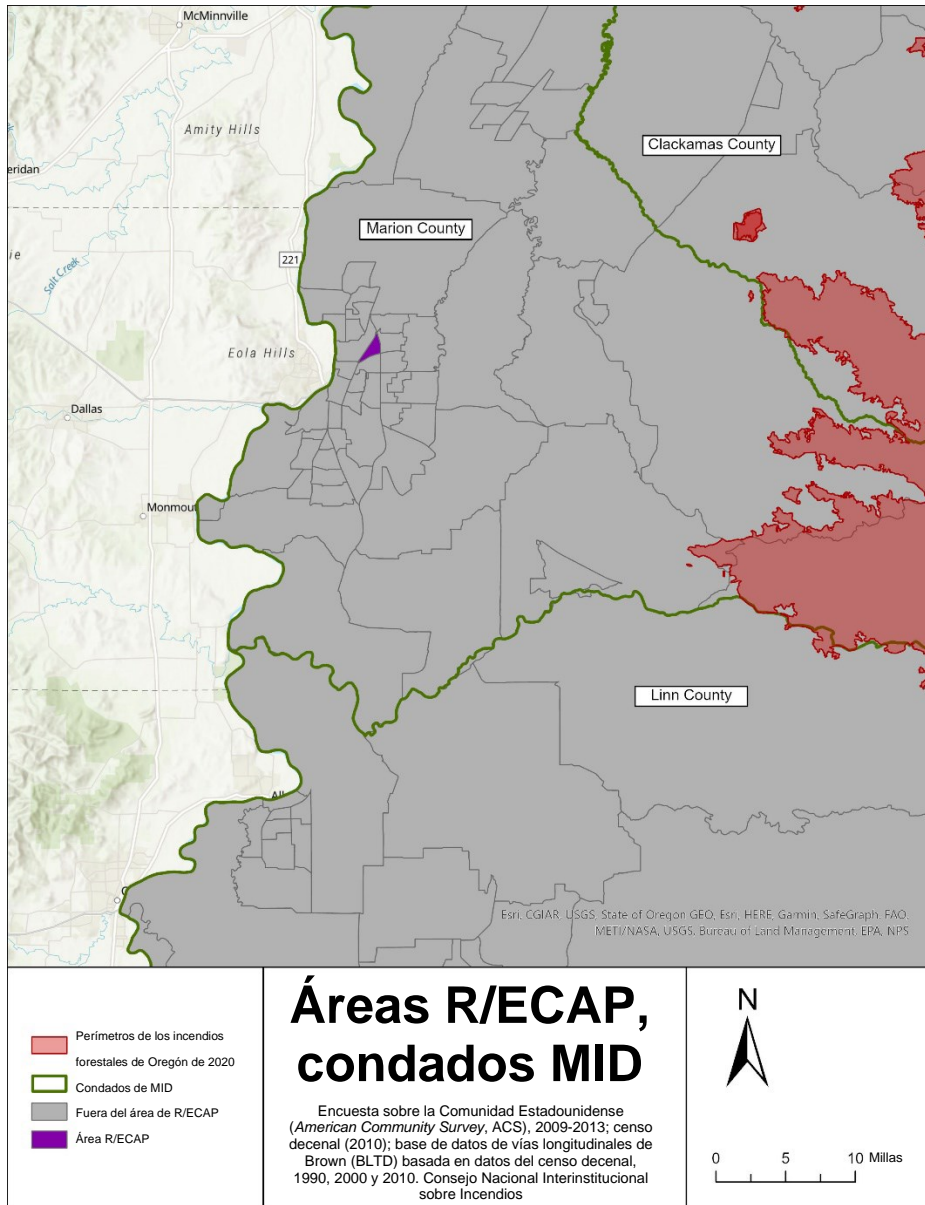 McMinnville
Amity Hills
eridan
Clackamas County
Marion County
ie
221
Salt Creek
Eola Hills
Dallas
Monmout
Linn County
Alb
C
Esri, CGIAR, USGS, State of Oregon GEO, Esri, HERE, Garmin, SafeGraph, FAO,
METI/NASA, USGS, Bureau of Land Management, EPA, NPS
Perímetros de los incendios
forestales de Oregón de 2020
Condados de MID
Fuera del área de R/ECAP
Área R/ECAP
Áreas R/ECAP,
condados MID
Encuesta sobre la Comunidad Estadounidense
(American Community Survey, ACS), 2009-2013; censo
decenal (2010); base de datos de vías longitudinales de
Brown (BLTD) basada en datos del censo decenal,
1990, 2000 y 2010. Consejo Nacional Interinstitucional
sobre Incendios
N
0 5 10 Millas